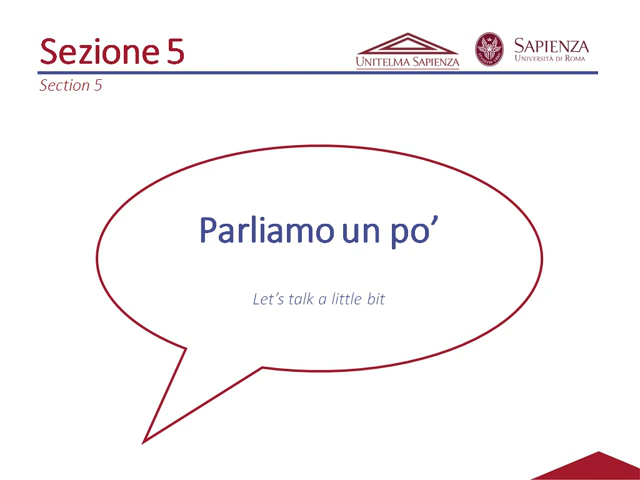 Sezione 5
Section 5
UNITELMA SAPIENZA
SAPIENZA
UNIVERSITÀ DI ROMA
Parliamo un po’
Let’s talk a little bit